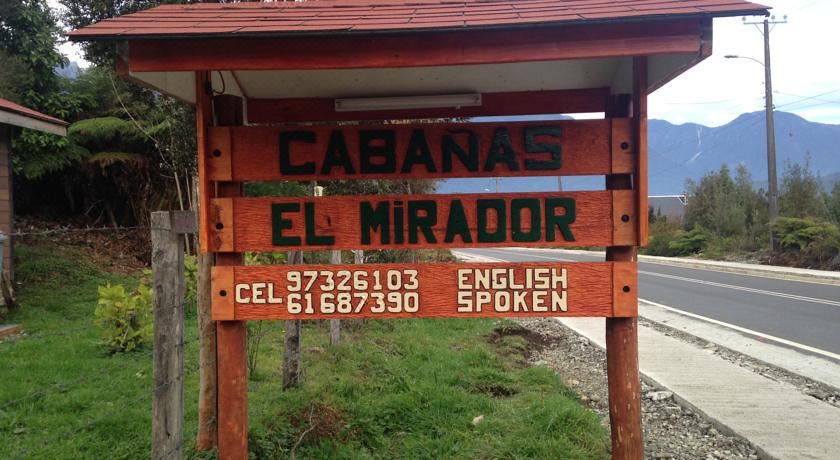 CABAÑAS
EL MiRADOR
CEL 97326103
61687390
ENGLISH
SPOKEN